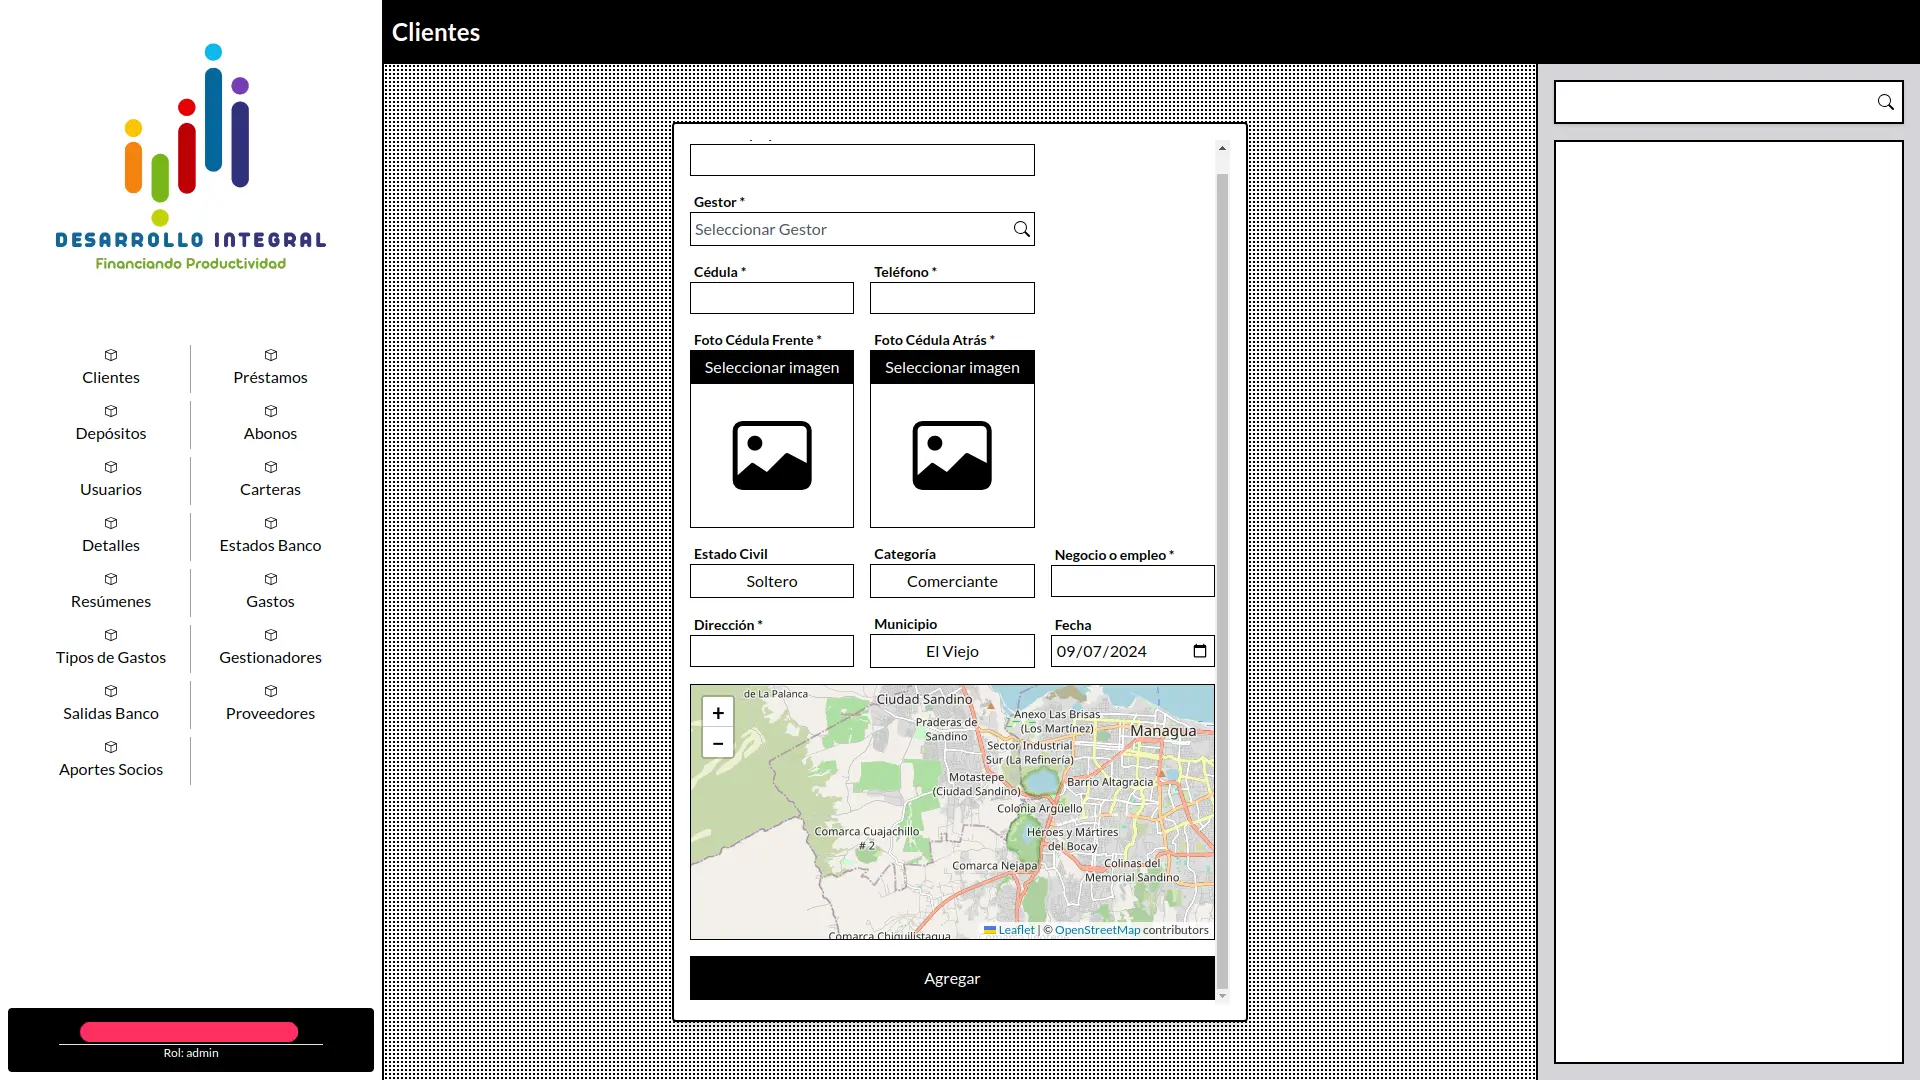 Clientes
DESARROLLO INTEGRAL
Financiando Productividad
Clientes
Préstamos
Depósitos
Abonos
Usuarios
Carteras
Detalles
Estados Banco
Resúmenes
Gastos
Tipos de Gastos
Gestionadores
Salidas Banco
Proveedores
Aportes Socios
Rol: admin
Gestor *
Seleccionar Gestor
Cédula *
Teléfono *
Foto Cédula Frente *
Foto Cédula Atrás *
Seleccionar imagen
Seleccionar imagen
Estado Civil
Categoría
Negocio o empleo *
Soltero
Comerciante
Dirección *
Municipio
Fecha
El Viejo
09/07/2024
+
−
de La Palanca
Ciudad Sandino
Praderas de
Sandino
Anexo Las Brisas
(Los Martínez)
Managua
Sector Industrial
Sur (La Refinería)
Motastepe
(Ciudad Sandino)
Barrio Altagracia
Colonia Argüello
Comarca Cuajachillo
# 2
Héroes y Mártires
del Bocay
Comarca Nejapa
Colinas del
Memorial Sandino
Comarca Chiquilistagua
Leaflet | © OpenStreetMap contributors
Agregar